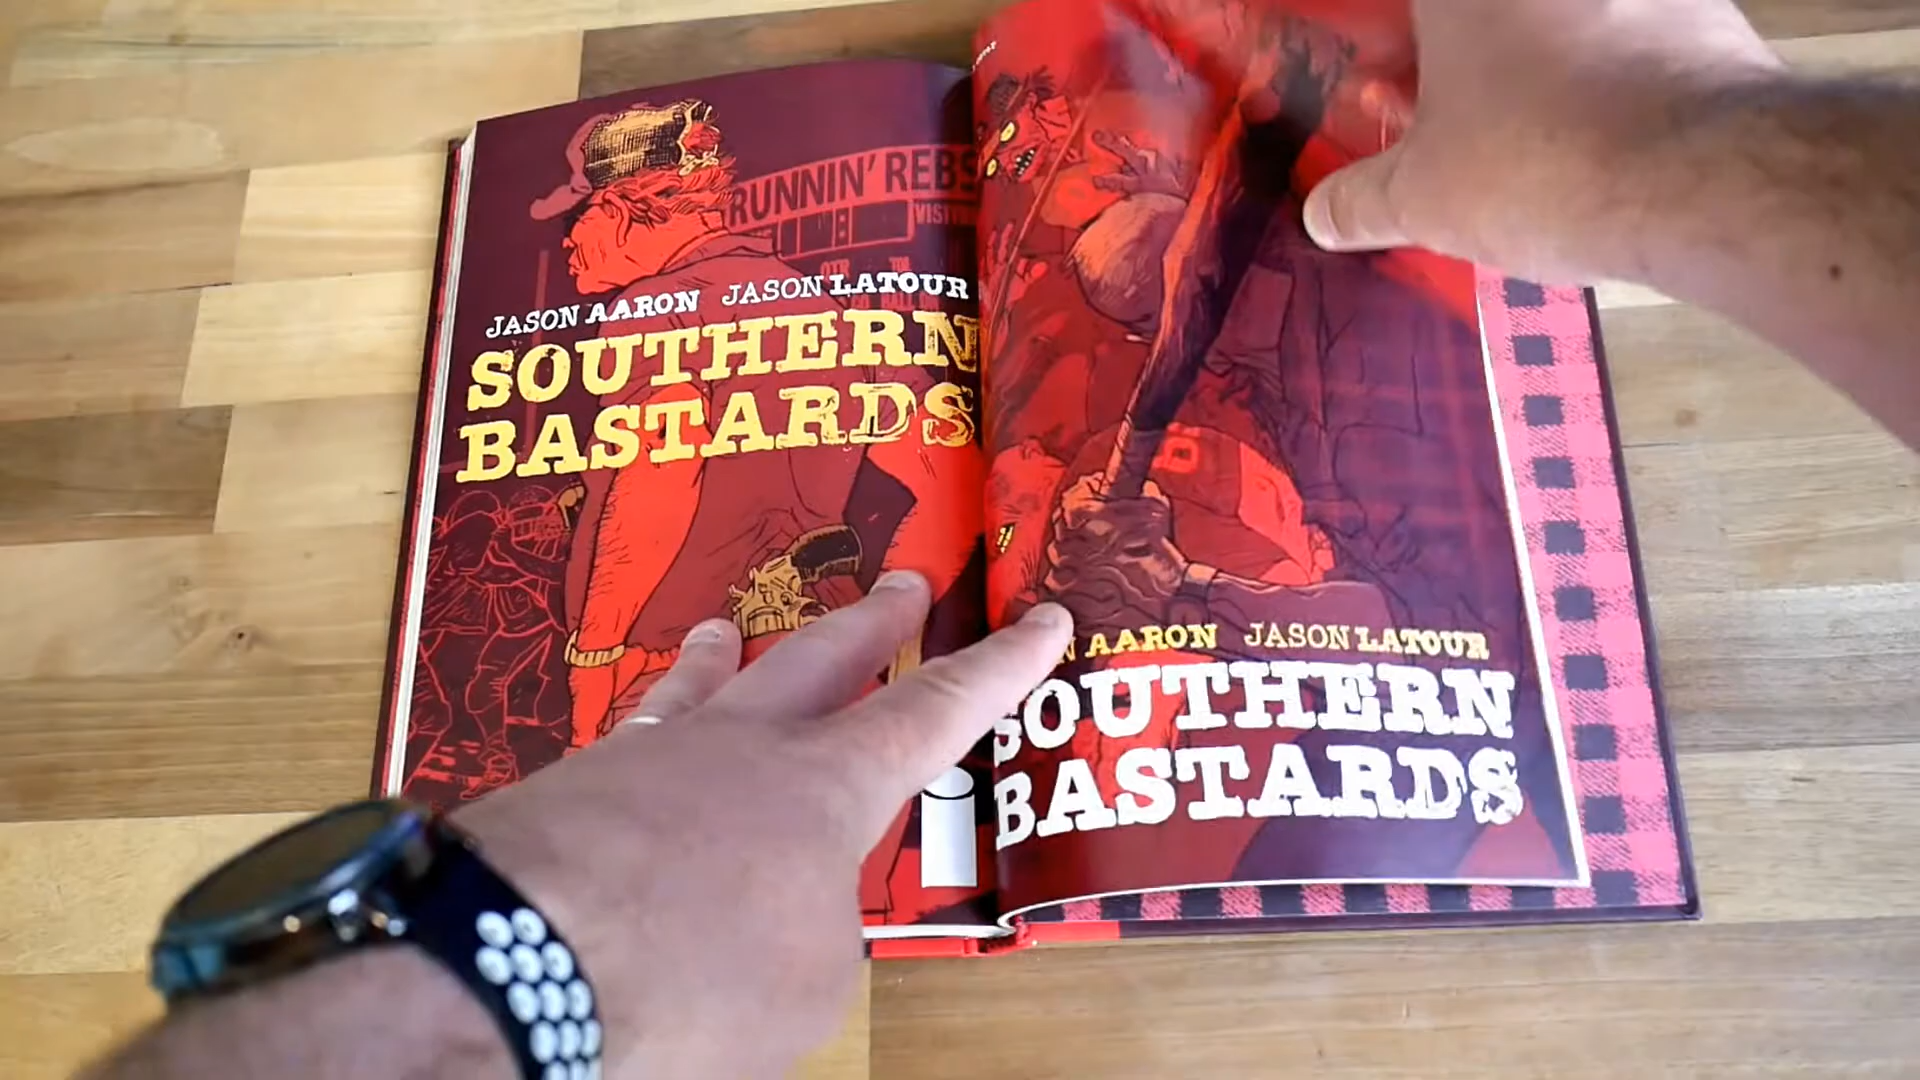 RUNNIN' REBS
JASON AARON JASON LATOUR
SOUTHERN
BASTARDS
AARON JASON LATOUR
SOUTHERN
BASTARDS